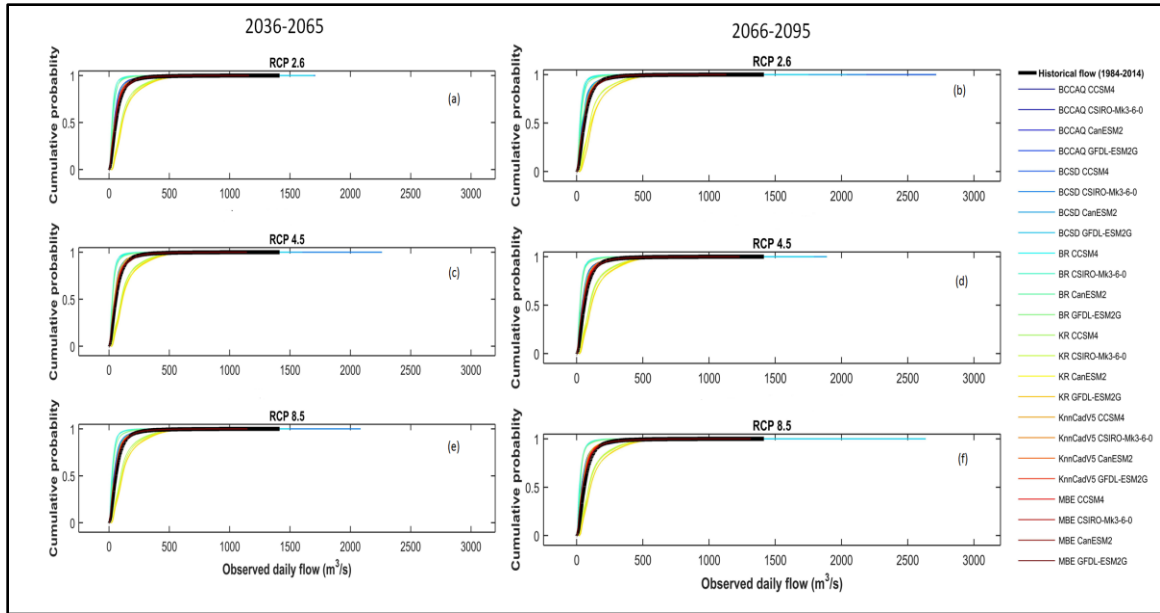 2036-2065
2066-2095
RCP 2.6
Cumulative probablity
1
0.5
0
(a)
0 500 1000 1500 2000 2500 3000
RCP 2.6
Cumulative probability
1
0.5
0
(b)
0 500 1000 1500 2000 2500 3000
RCP 4.5
Cumulative probability
1
0.5
0
(c)
0 500 1000 1500 2000 2500 3000
RCP 4.5
Cumulative probability
1
0.5
0
(d)
0 500 1000 1500 2000 2500 3000
RCP 8.5
Cumulative probability
1
0.5
0
(e)
0 500 1000 1500 2000 2500 3000
Observed daily flow (m³/s)
RCP 8.5
Cumulative probability
1
0.5
0
(f)
0 500 1000 1500 2000 2500 3000
Observed daily flow (m³/s)
Historical flow (1984-2014)
BCCAQ CCSM4
BCCAQ CSIRO-Mk3-6-0
BCCAQ CanESM2
BCCAQ GFDL-ESM2G
BCSD CCSM4
BCSD CSIRO-Mk3-6-0
BCSD CanESM2
BCSD GFDL-ESM2G
BR CCSM4
BR CSIRO-Mk3-6-0
BR CanESM2
BR GFDL-ESM2G
KR CCSM4
KR CSIRO-Mk3-6-0
KR CanESM2
KR GFDL-ESM2G
KnnCadV5 CCSM4
KnnCadV5 CSIRO-Mk3-6-0
KnnCadV5 CanESM2
KnnCadV5 GFDL-ESM2G
MBE CCSM4
MBE CSIRO-Mk3-6-0
MBE CanESM2
MBE GFDL-ESM2G